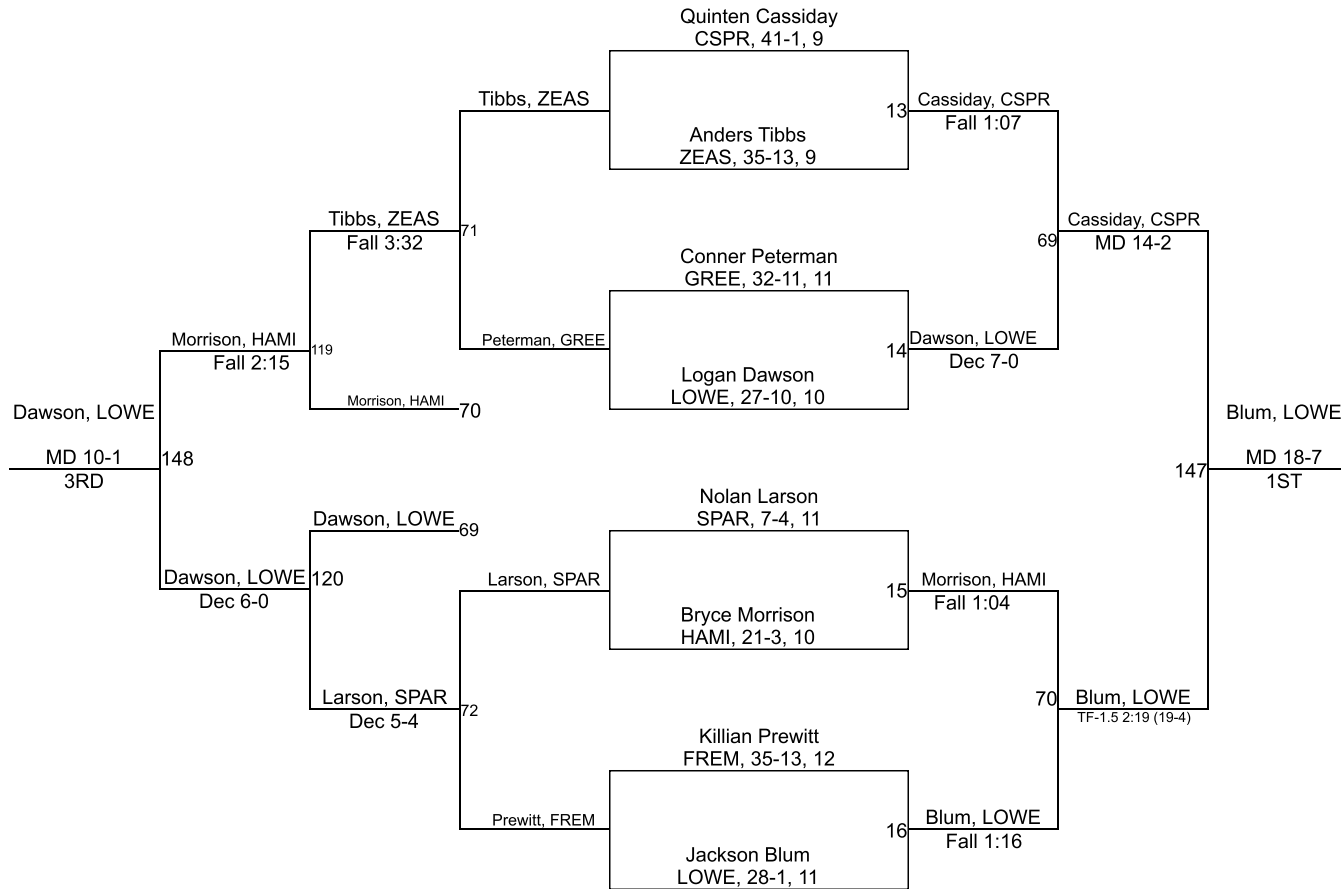 Quinten Cassiday
CSPR, 41-1, 9
Tibbs, ZEAS
13
Cassiday, CSPR
Fall 1:07
Anders Tibbs
ZEAS, 35-13, 9
Tibbs, ZEAS
Fall 3:32
71
Cassiday, CSPR
MD 14-2
69
Conner Peterman
GREE, 32-11, 11
Morrison, HAMI
Fall 2:15
119
Peterman, GREE
14
Dawson, LOWE
Dec 7-0
Logan Dawson
LOWE, 27-10, 10
Morrison, HAMI
70
Dawson, LOWE
MD 10-1
3RD
148
Blum, LOWE
MD 18-7
1ST
147
Nolan Larson
SPAR, 7-4, 11
Dawson, LOWE
69
Dawson, LOWE
Dec 6-0
120
Larson, SPAR
15
Morrison, HAMI
Fall 1:04
Bryce Morrison
HAMI, 21-3, 10
Larson, SPAR
Dec 5-4
72
70
Blum, LOWE
TF-1.5 2:19 (19-4)
Killian Prewitt
FREM, 35-13, 12
Prewitt, FREM
16
Blum, LOWE
Fall 1:16
Jackson Blum
LOWE, 28-1, 11